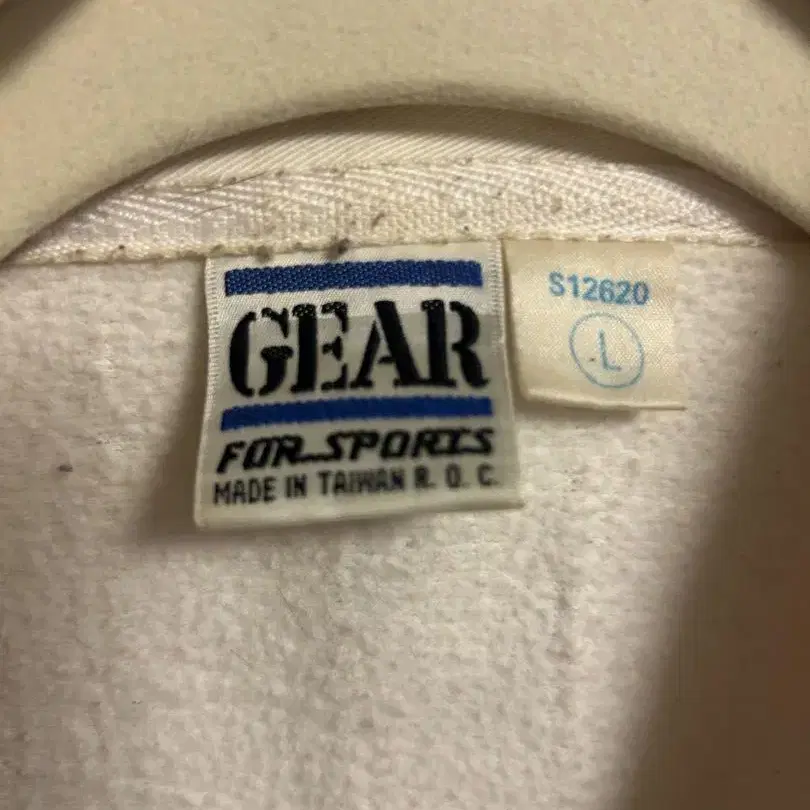 GEAR
FOR SPORTS
MADE IN TAIWAN R.O.C.
S12620
L